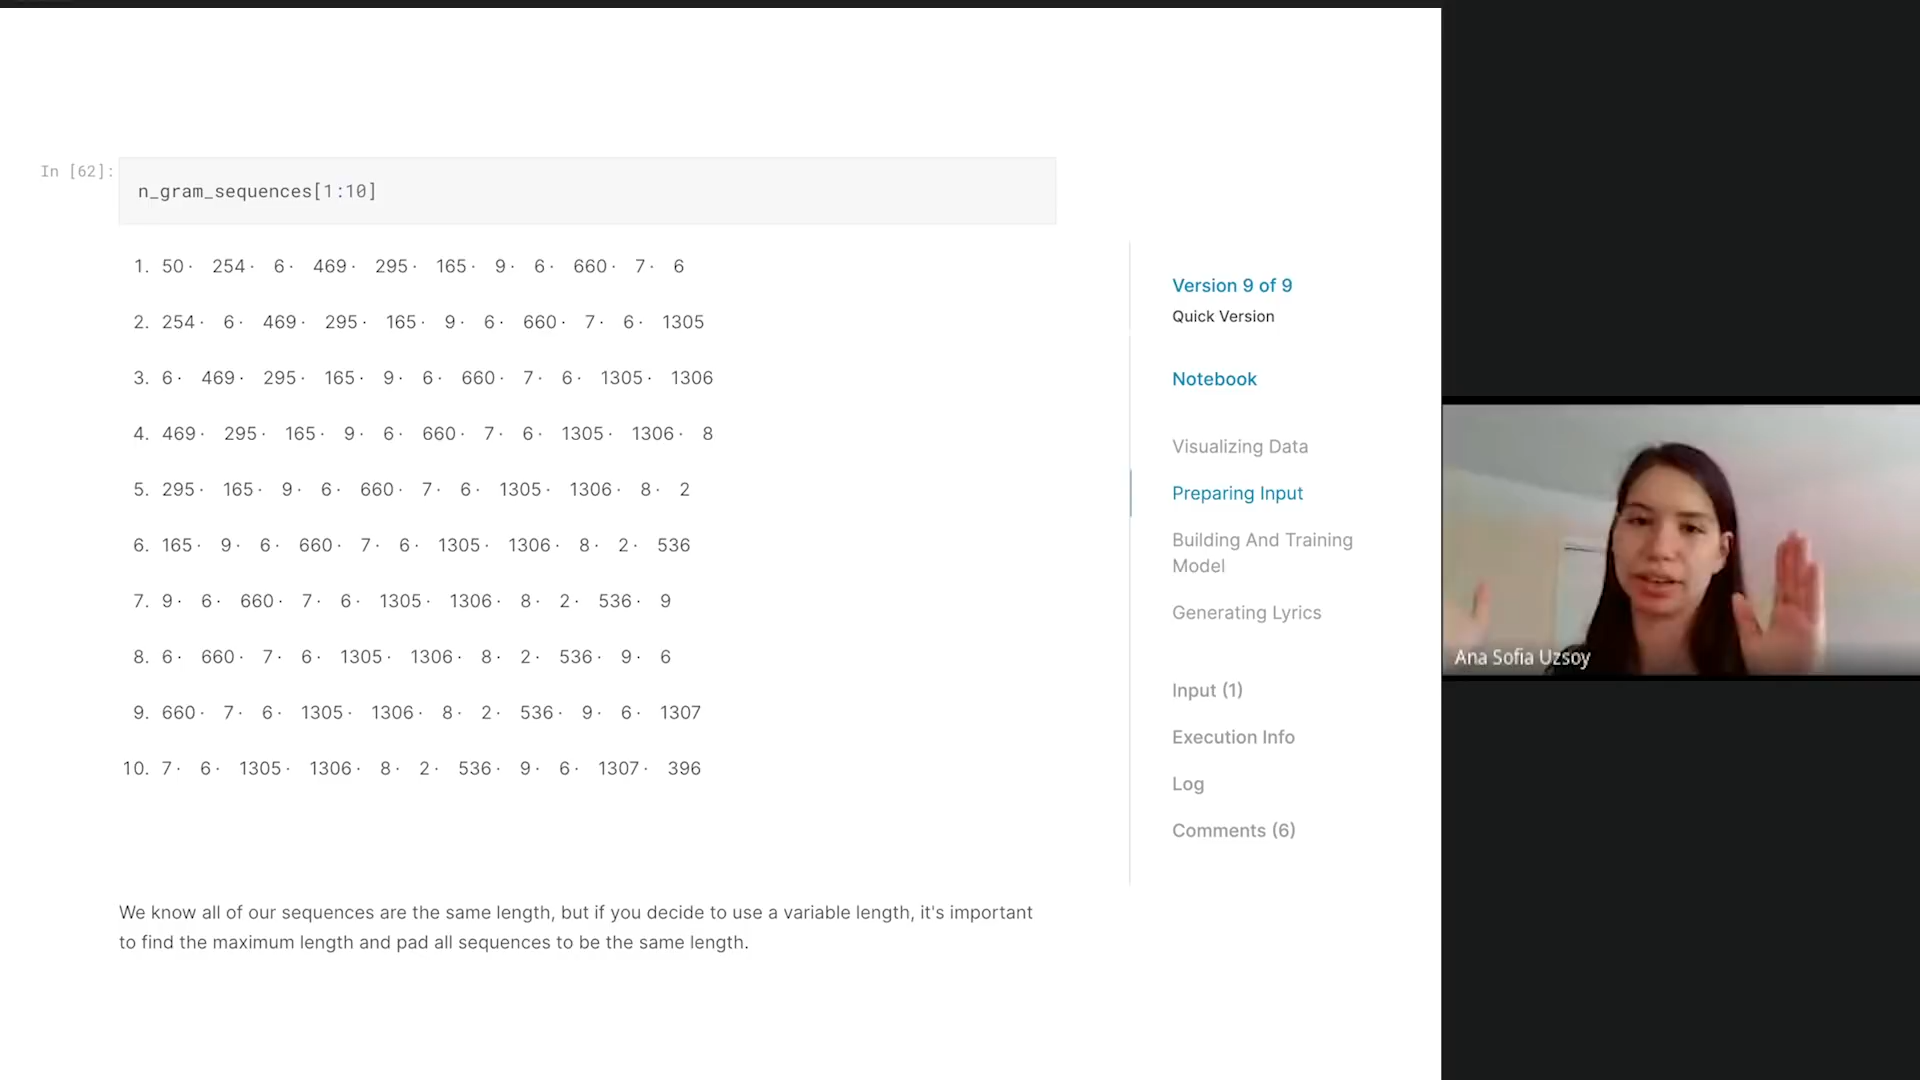 In [62]:
n_gram_sequences[1:10]
1. 50· 254· 6· 469· 295· 165· 9· 6· 660· 7· 6
2. 254· 6· 469· 295· 165· 9· 6· 660· 7· 6· 1305
3. 6· 469· 295· 165· 9· 6· 660· 7· 6· 1305· 1306
4. 469· 295· 165· 9· 6· 660· 7· 6· 1305· 1306· 8
5. 295· 165· 9· 6· 660· 7· 6· 1305· 1306· 8· 2
6. 165· 9· 6· 660· 7· 6· 1305· 1306· 8· 2· 536
7. 9· 6· 660· 7· 6· 1305· 1306· 8· 2· 536· 9
8. 6· 660· 7· 6· 1305· 1306· 8· 2· 536· 9· 6
9. 660· 7· 6· 1305· 1306· 8· 2· 536· 9· 6· 1307
10. 7· 6· 1305· 1306· 8· 2· 536· 9· 6· 1307· 396
We know all of our sequences are the same length, but if you decide to use a variable length, it's important
to find the maximum length and pad all sequences to be the same length.
Version 9 of 9
Quick Version
Notebook
Visualizing Data
Preparing Input
Building And Training
Model
Generating Lyrics
Input (1)
Execution Info
Log
Comments (6)
Ana Sofia Uzsoy